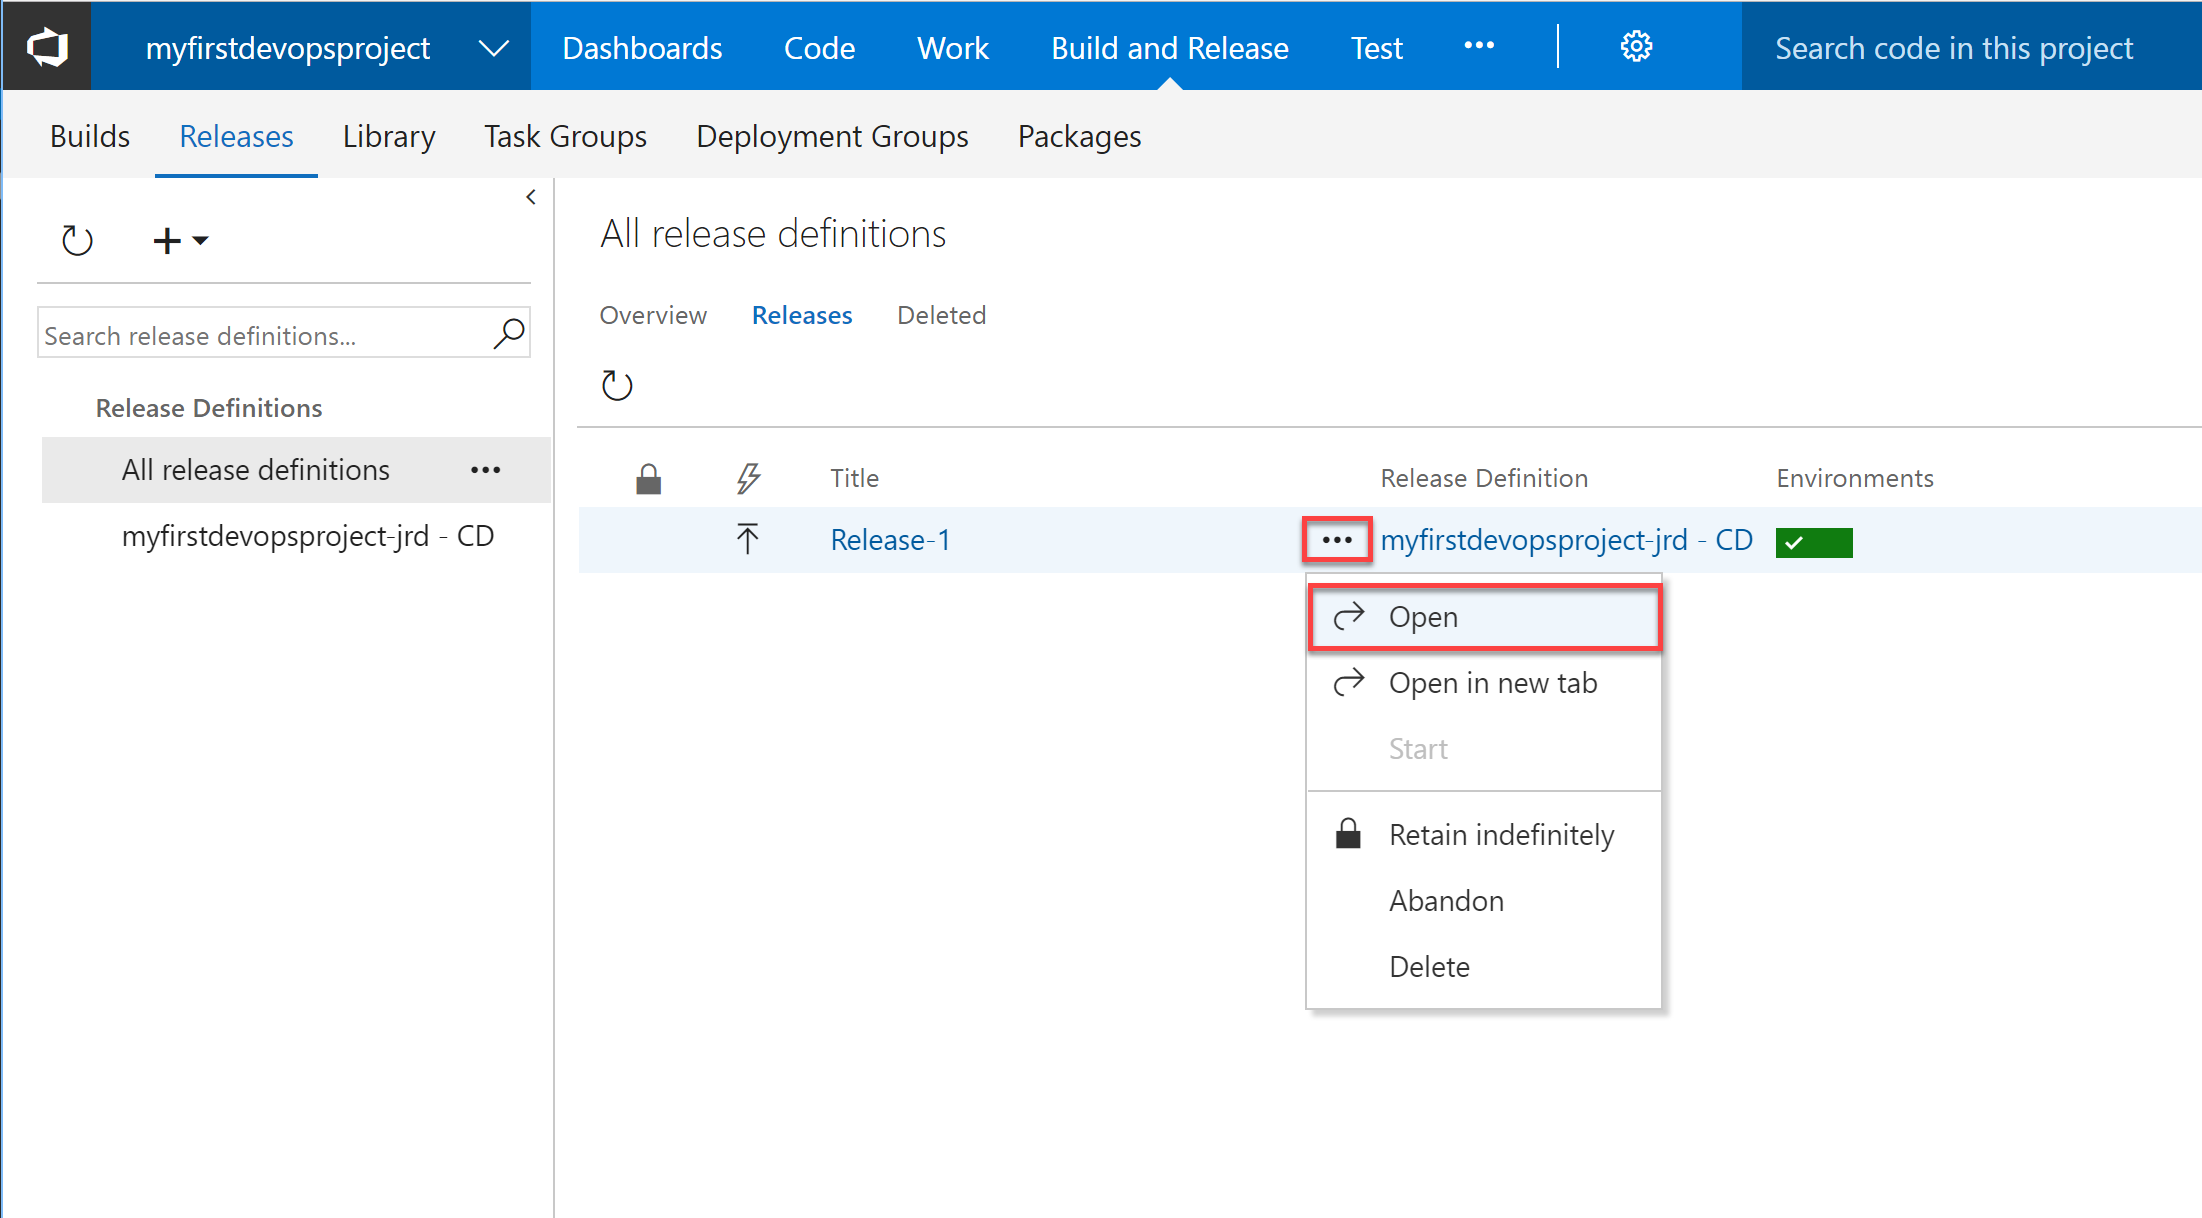 myfirstdevopsproject Dashboards Code Work Build and Release Test ••• Search code in this project
Builds Releases Library Task Groups Deployment Groups Packages
All release definitions
Overview Releases Deleted
Search release definitions...
Release Definitions
All release definitions •••
myfirstdevopsproject-jrd - CD
Title Release Definition Environments
Release-1 ••• myfirstdevopsproject-jrd - CD
Open
Open in new tab
Start
Retain indefinitely
Abandon
Delete